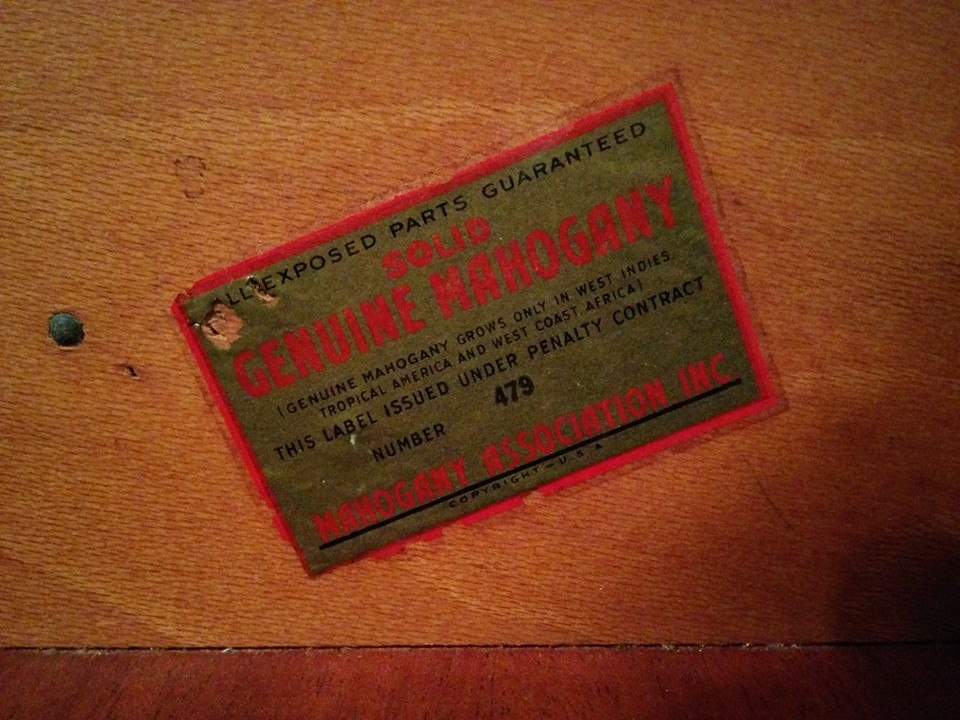 ALL EXPOSED PARTS GUARANTEED
SOLID
GENUINE MAHOGANY
(GENUINE MAHOGANY GROWS ONLY IN WEST INDIES,
TROPICAL AMERICA AND WEST COAST AFRICA)
THIS LABEL ISSUED UNDER PENALTY CONTRACT
NUMBER 479
MAHOGANY ASSOCIATION INC.
COPYRIGHT-U.S.A